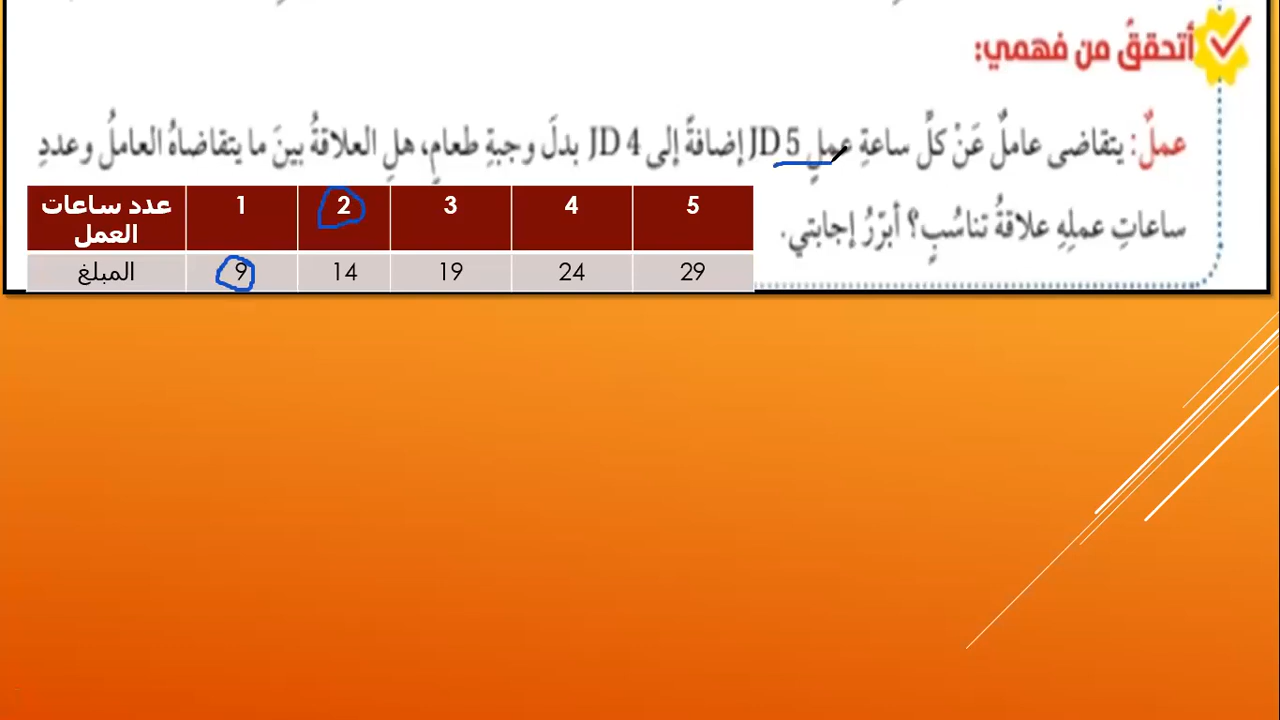 أتحققُ من فهمي:
عملٌ: يتقاضى عاملٌ عَنْ كلِّ ساعةِ عملٍ JD 5 إضافةً إلى JD 4 بدلَ وجبةِ طعامٍ، هلِ العلاقةُ بينَ ما يتقاضاهُ العاملُ وعددِ
ساعاتِ عملِهِ علاقةُ تناسُبٍ؟ أبرّرُ إجابتي.
عدد ساعات العمل 1 2 3 4 5
المبلغ 9 14 19 24 29